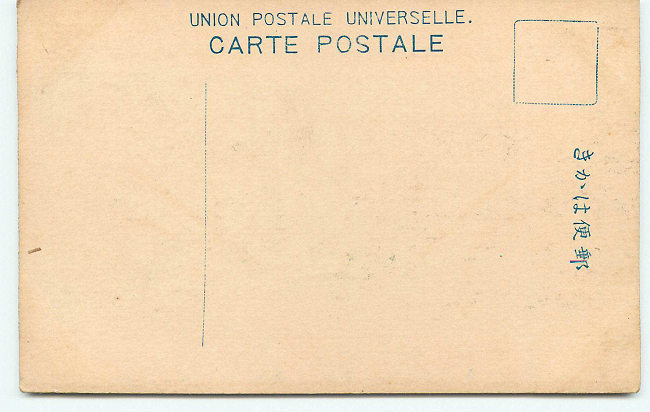 UNION POSTALE UNIVERSELLE.
CARTE POSTALE
郵便はかき